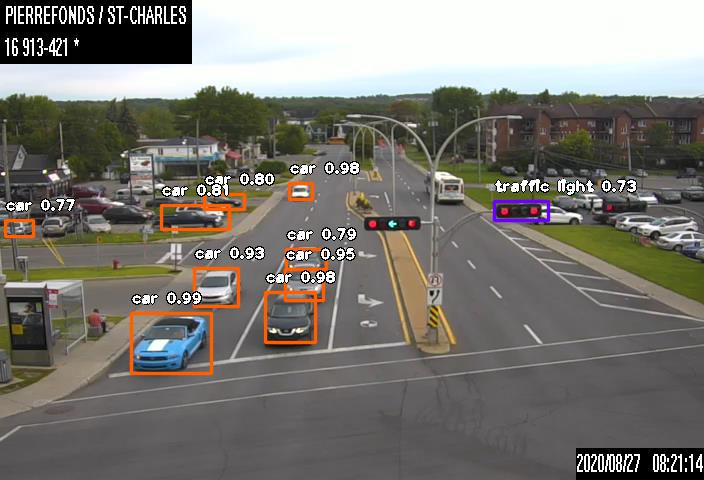 PIERREFONDS / ST-CHARLES
16 913-421 *
car 0.98
car 0.80
car 0.81
traffic light 0.73
car 0.77
car 0.79
car 0.93
car 0.95
car 0.98
car 0.99
2020/08/27 08:21:14